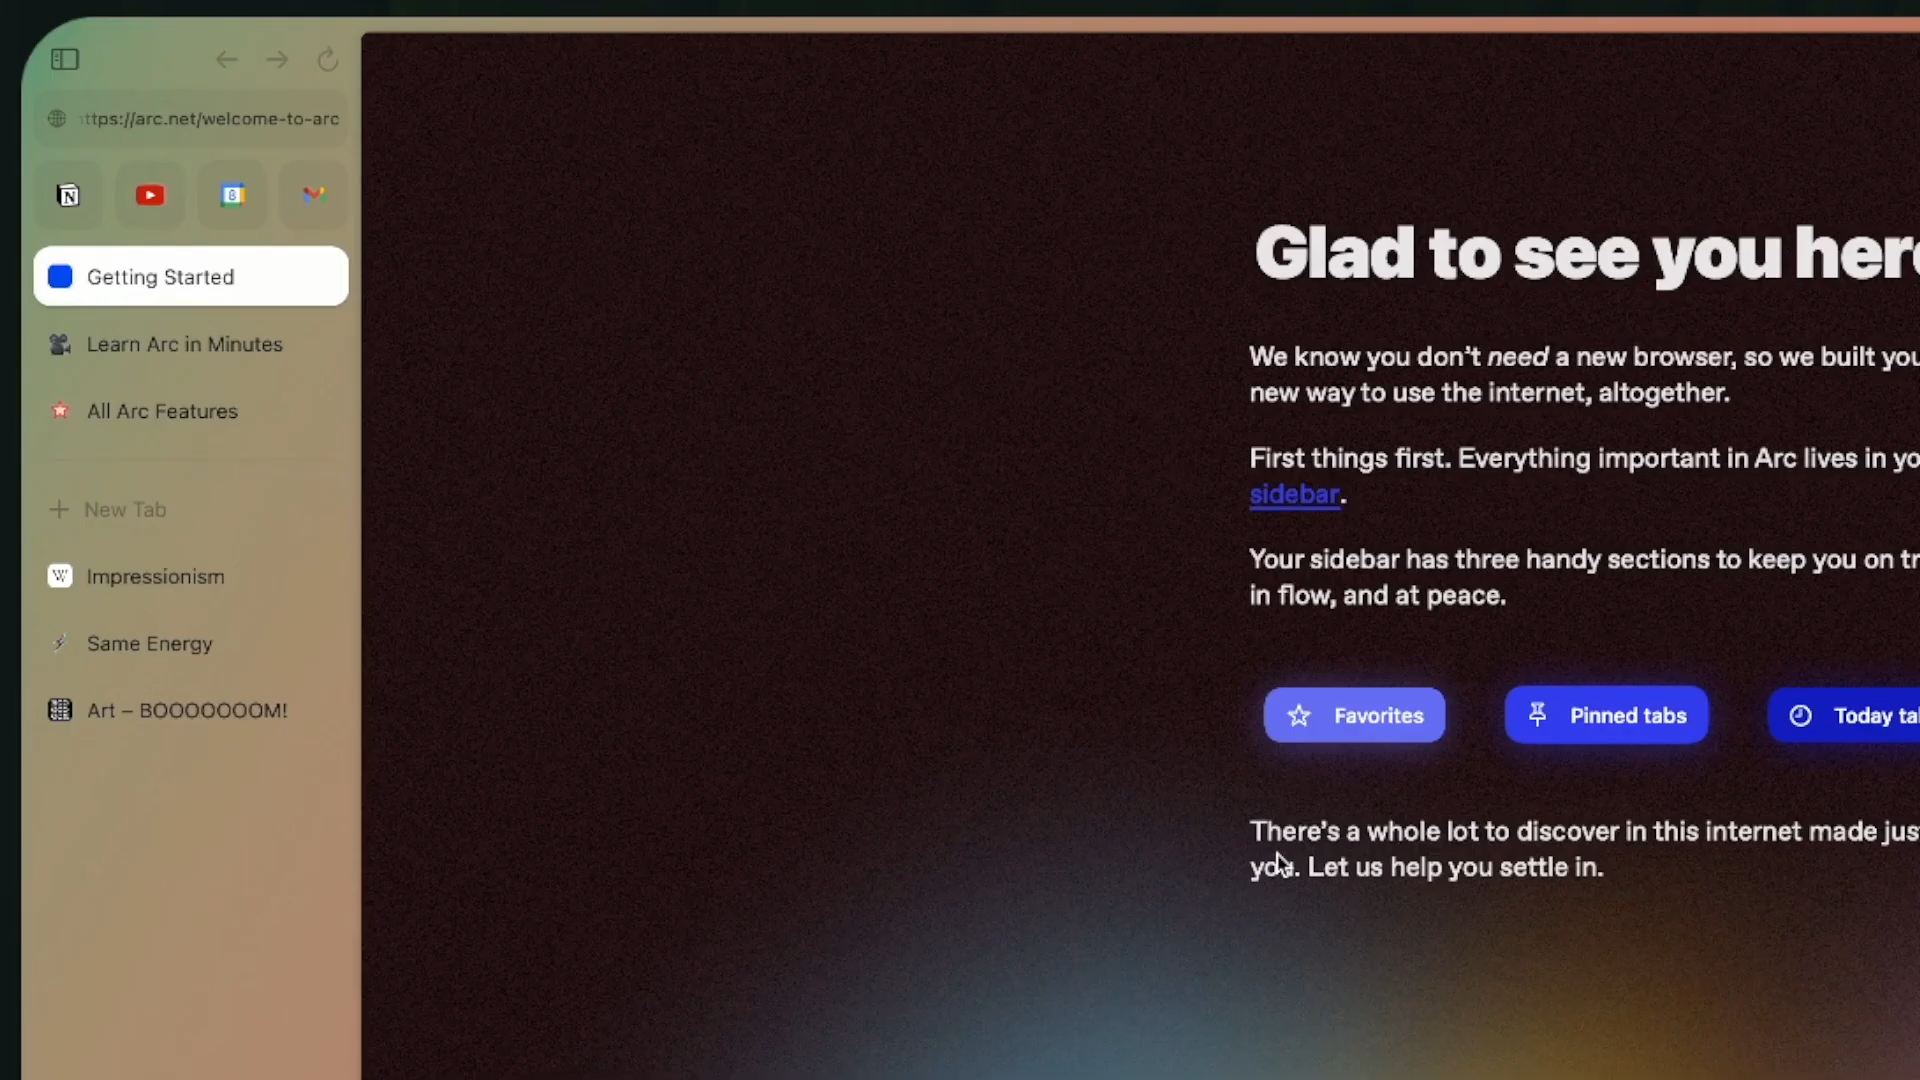 ttps://arc.net/welcome-to-arc
N
8
Getting Started
Learn Arc in Minutes
All Arc Features
New Tab
W Impressionism
Same Energy
Art – BOOOOOOOM!
Glad to see you here
We know you don't need a new browser, so we built you
new way to use the internet, altogether.
First things first. Everything important in Arc lives in yo
sidebar.
Your sidebar has three handy sections to keep you on tr
in flow, and at peace.
Favorites
Pinned tabs
Today tal
There's a whole lot to discover in this internet made jus
you. Let us help you settle in.